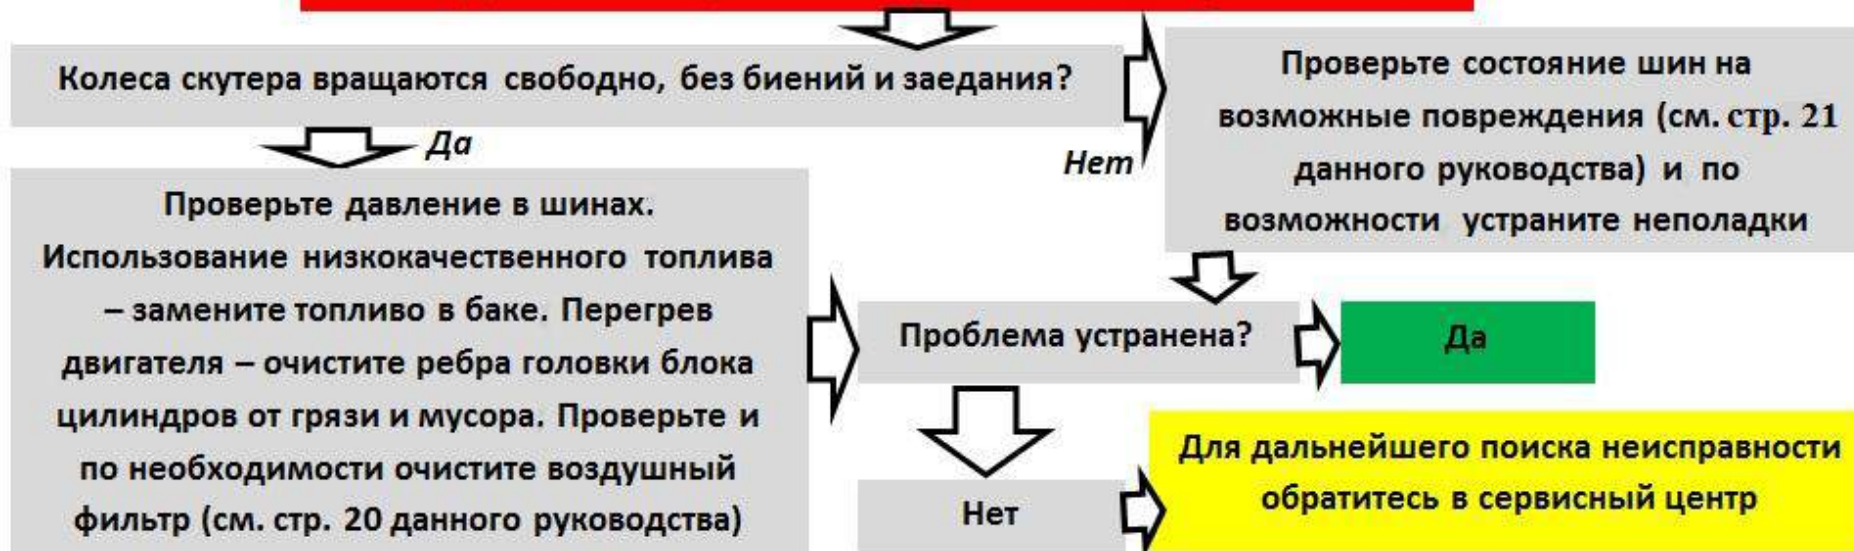 Колеса скутера вращаются свободно, без биений и заедания?
Да
Нет
Проверьте состояние шин на
возможные повреждения (см. стр. 21
данного руководства) и по
возможности устраните неполадки
Проверьте давление в шинах.
Использование низкокачественного топлива
– замените топливо в баке. Перегрев
двигателя – очистите ребра головки блока
цилиндров от грязи и мусора. Проверьте и
по необходимости очистите воздушный
фильтр (см. стр. 20 данного руководства)
Проблема устранена?
Да
Нет
Для дальнейшего поиска неисправности
обратитесь в сервисный центр